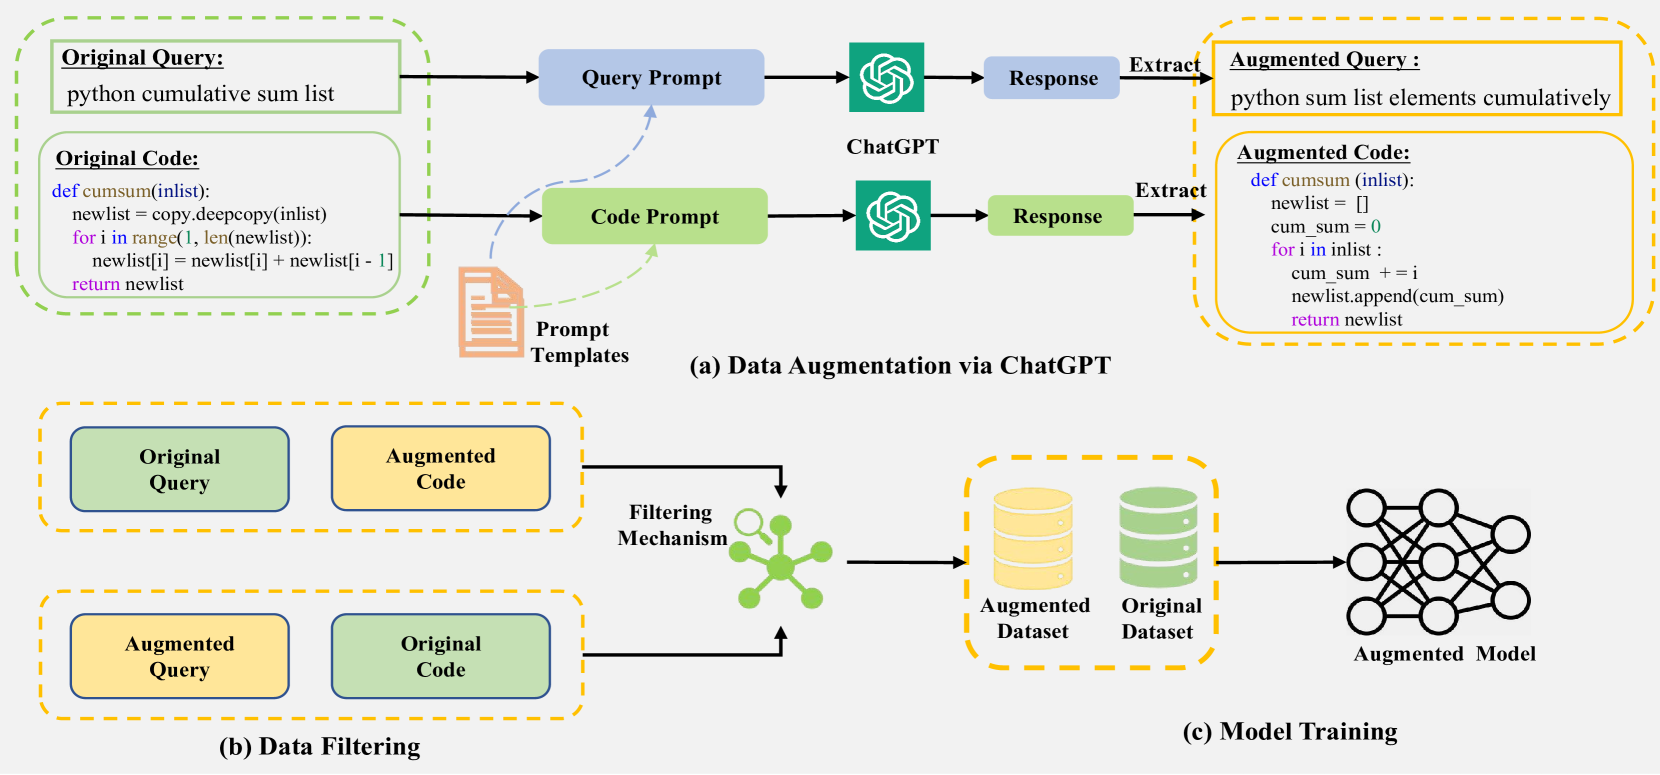 Original Query:
python cumulative sum list
Query Prompt
Response
Extract
Augmented Query :
python sum list elements cumulatively
ChatGPT
Original Code:
def cumsum(inlist):
newlist = copy.deepcopy(inlist)
for i in range(1, len(newlist)):
newlist[i] = newlist[i] + newlist[i - 1]
return newlist
Code Prompt
Response
Extract
Augmented Code:
def cumsum (inlist):
newlist = []
cum_sum = 0
for i in inlist :
cum_sum + = i
newlist.append(cum_sum)
return newlist
Prompt
Templates
(a) Data Augmentation via ChatGPT
Original
Query
Augmented
Code
Augmented
Query
Original
Code
Filtering
Mechanism
(b) Data Filtering
Augmented
Dataset
Original
Dataset
Augmented Model
(c) Model Training